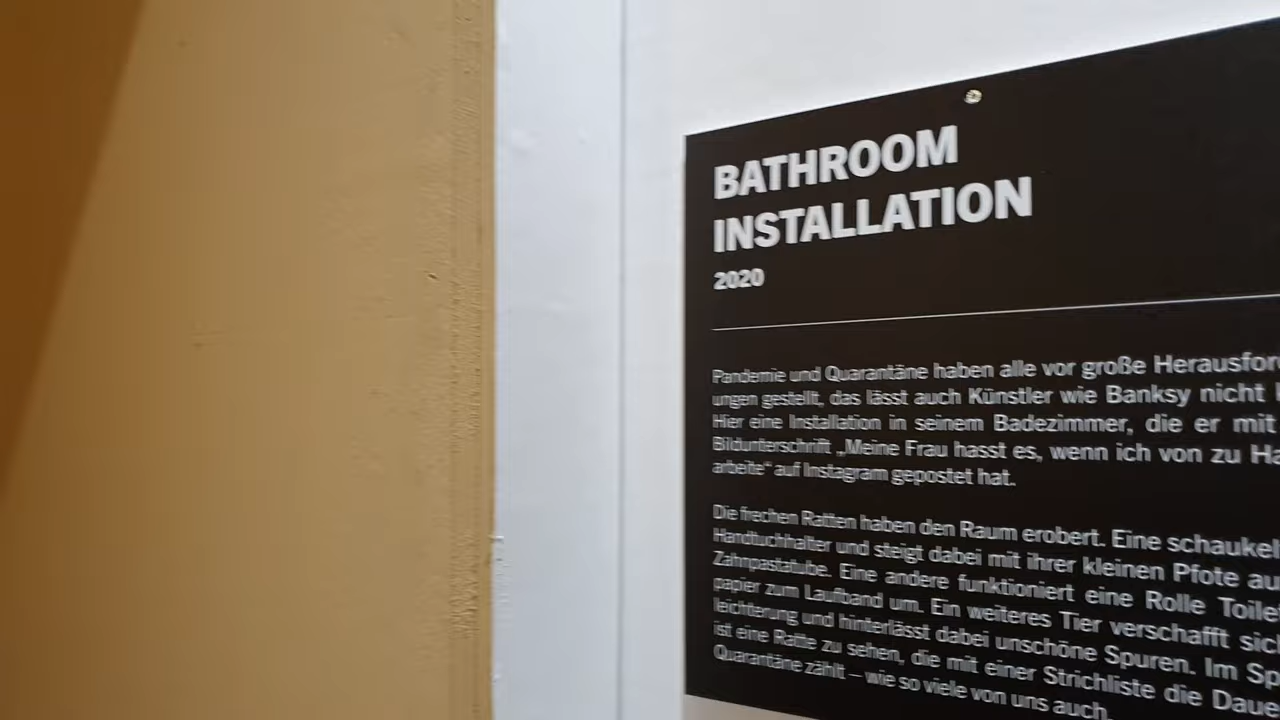 BATHROOM
INSTALLATION
2020
Pandemie und Quarantäne haben alle vor große Herausfor
ungen gestellt, das lässt auch Künstler wie Banksy nicht
Hier eine Installation in seinem Badezimmer, die er mit
Bildunterschrift „Meine Frau hasst es, wenn ich von zu Ha
arbeite“ auf Instagram gepostet hat.
Die frechen Ratten haben den Raum erobert. Eine schaukel
Handtuchhalter und steigt dabei mit ihrer kleinen Pfote au
Zahnpastatube. Eine andere funktioniert eine Rolle Toile
papier zum Laufband um. Ein weiteres Tier verschafft sich
leichterung und hinterlässt dabei unschöne Spuren. Im Sp
ist eine Ratte zu sehen, die mit einer Strichliste die Daue
Quarantäne zählt – wie so viele von uns auch.